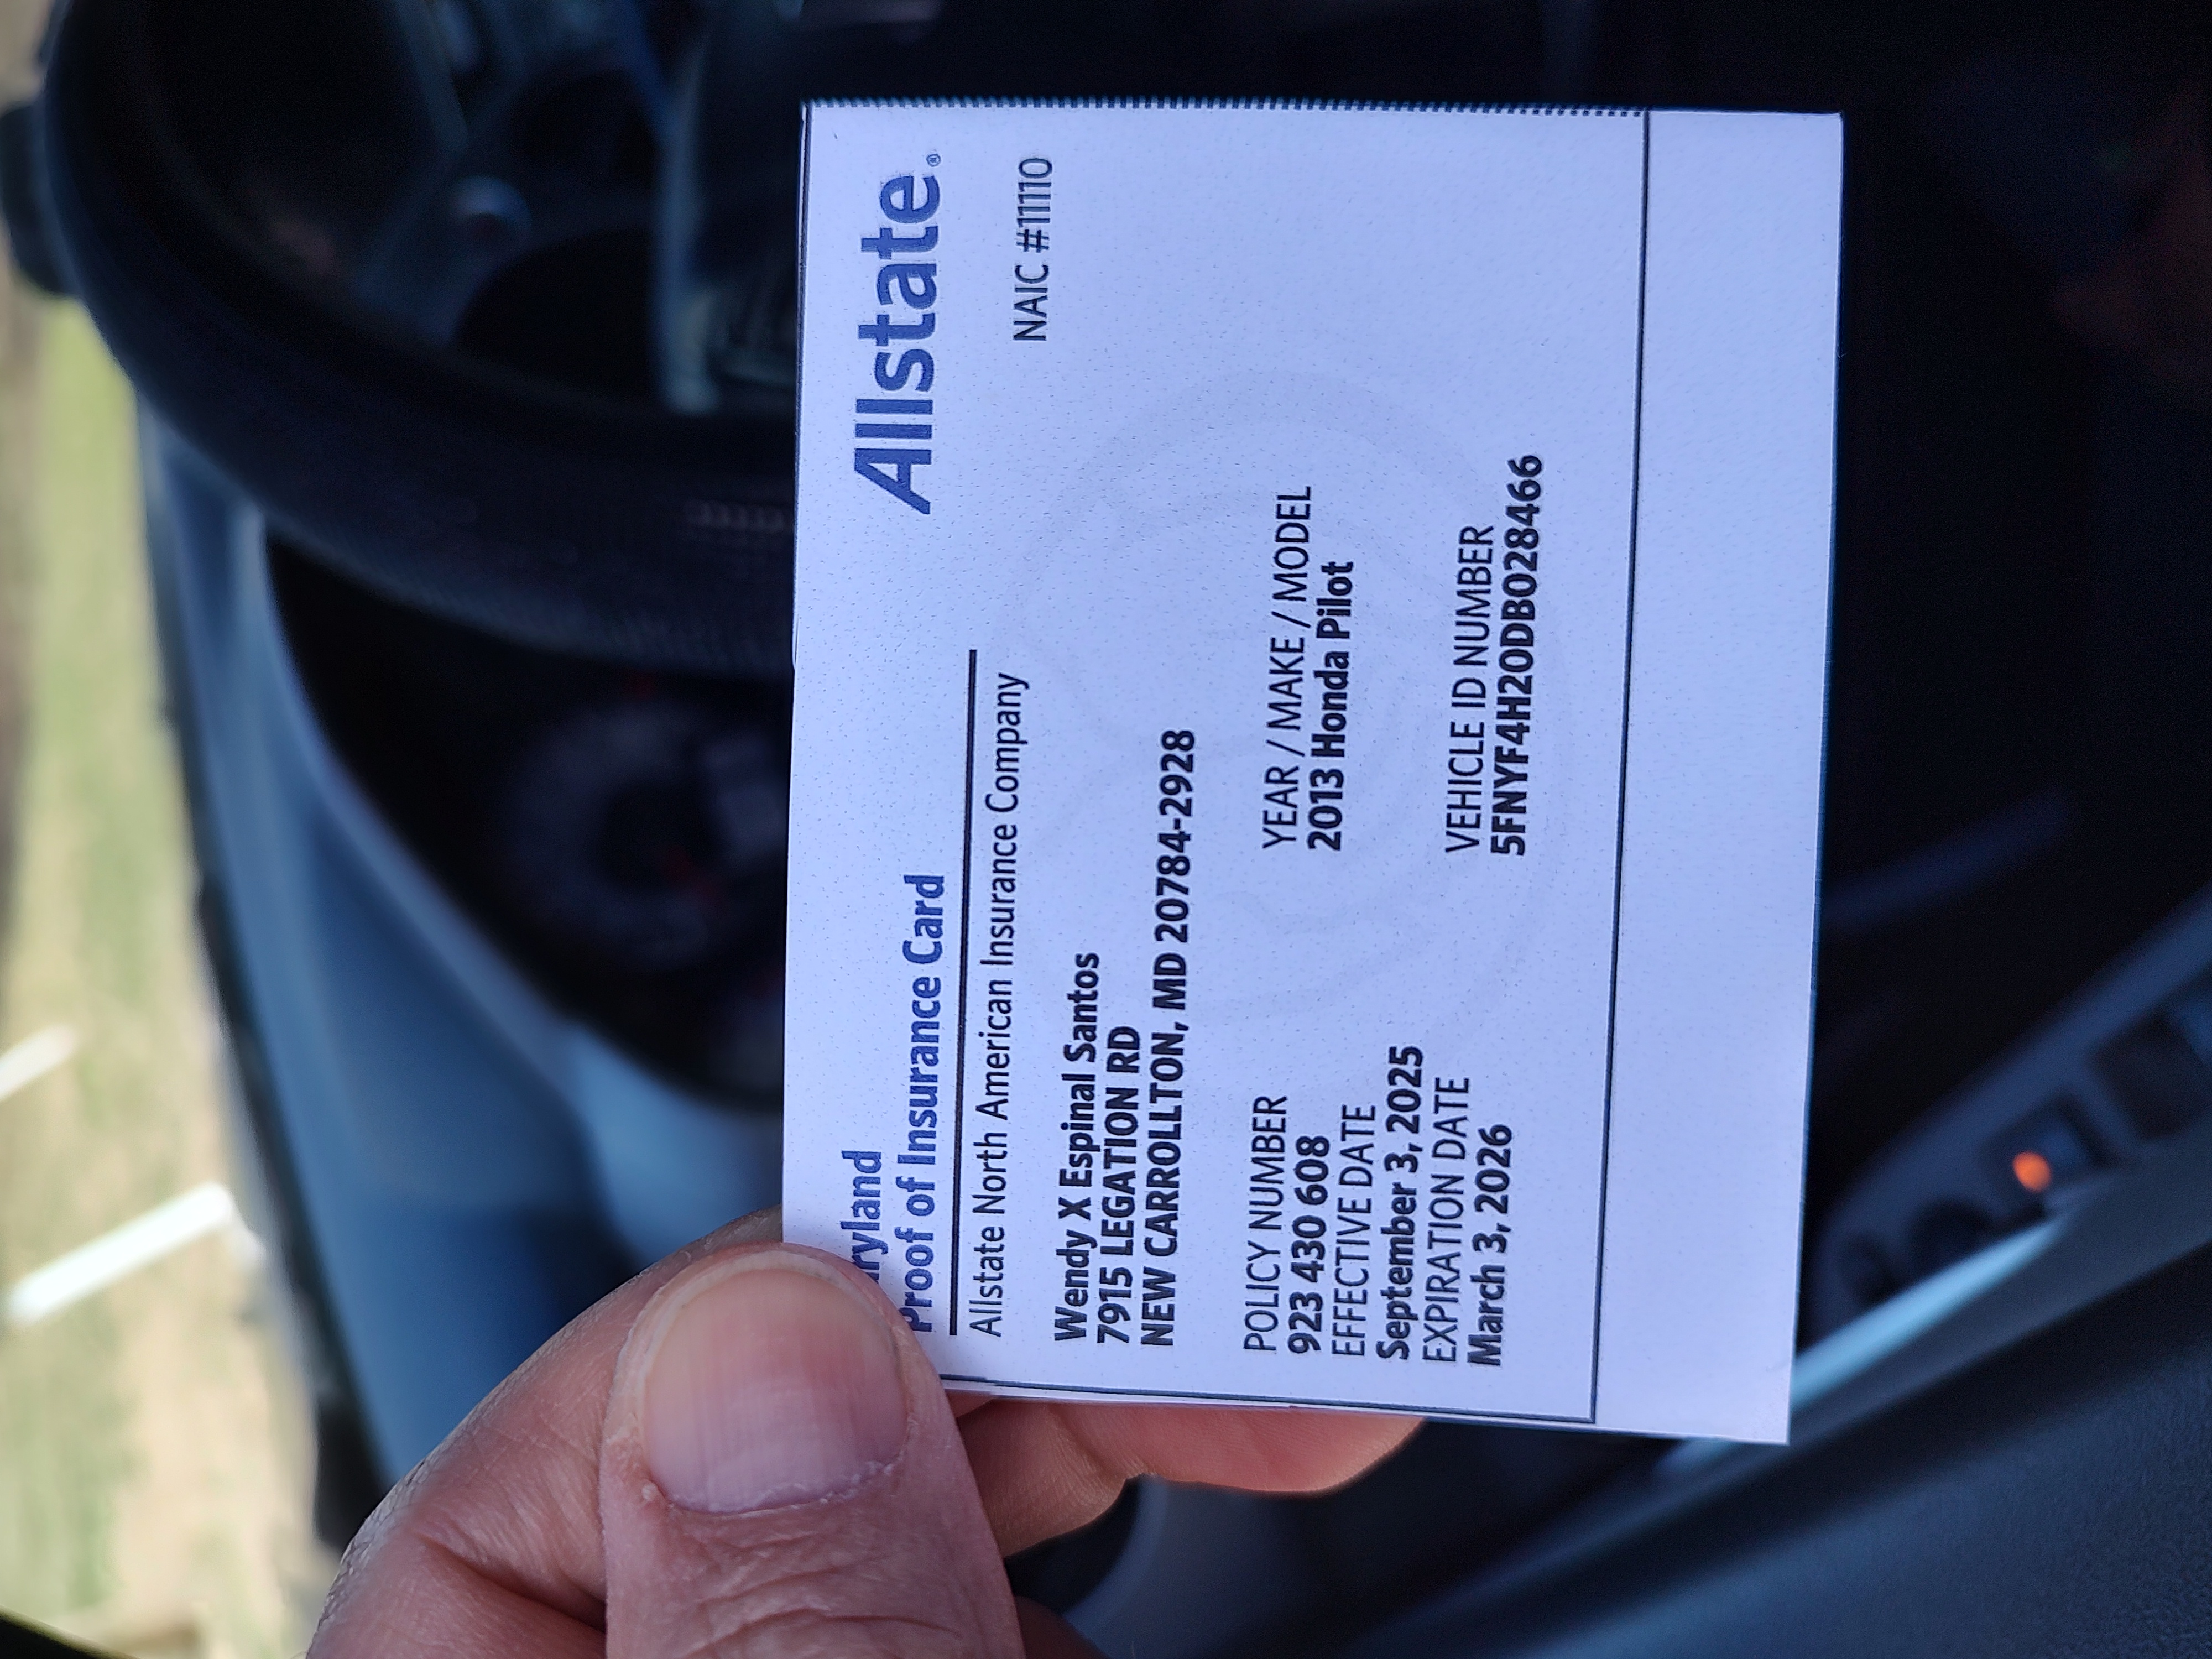 ryland
Proof of Insurance Card
Allstate®
Allstate North American Insurance Company
NAIC #11110
Wendy X Espinal Santos
7915 LEGATION RD
NEW CARROLLTON, MD 20784-2928
POLICY NUMBER
923 430 608
EFFECTIVE DATE
September 3, 2025
EXPIRATION DATE
March 3, 2026
YEAR / MAKE / MODEL
2013 Honda Pilot
VEHICLE ID NUMBER
5FNYF4H20DB028466